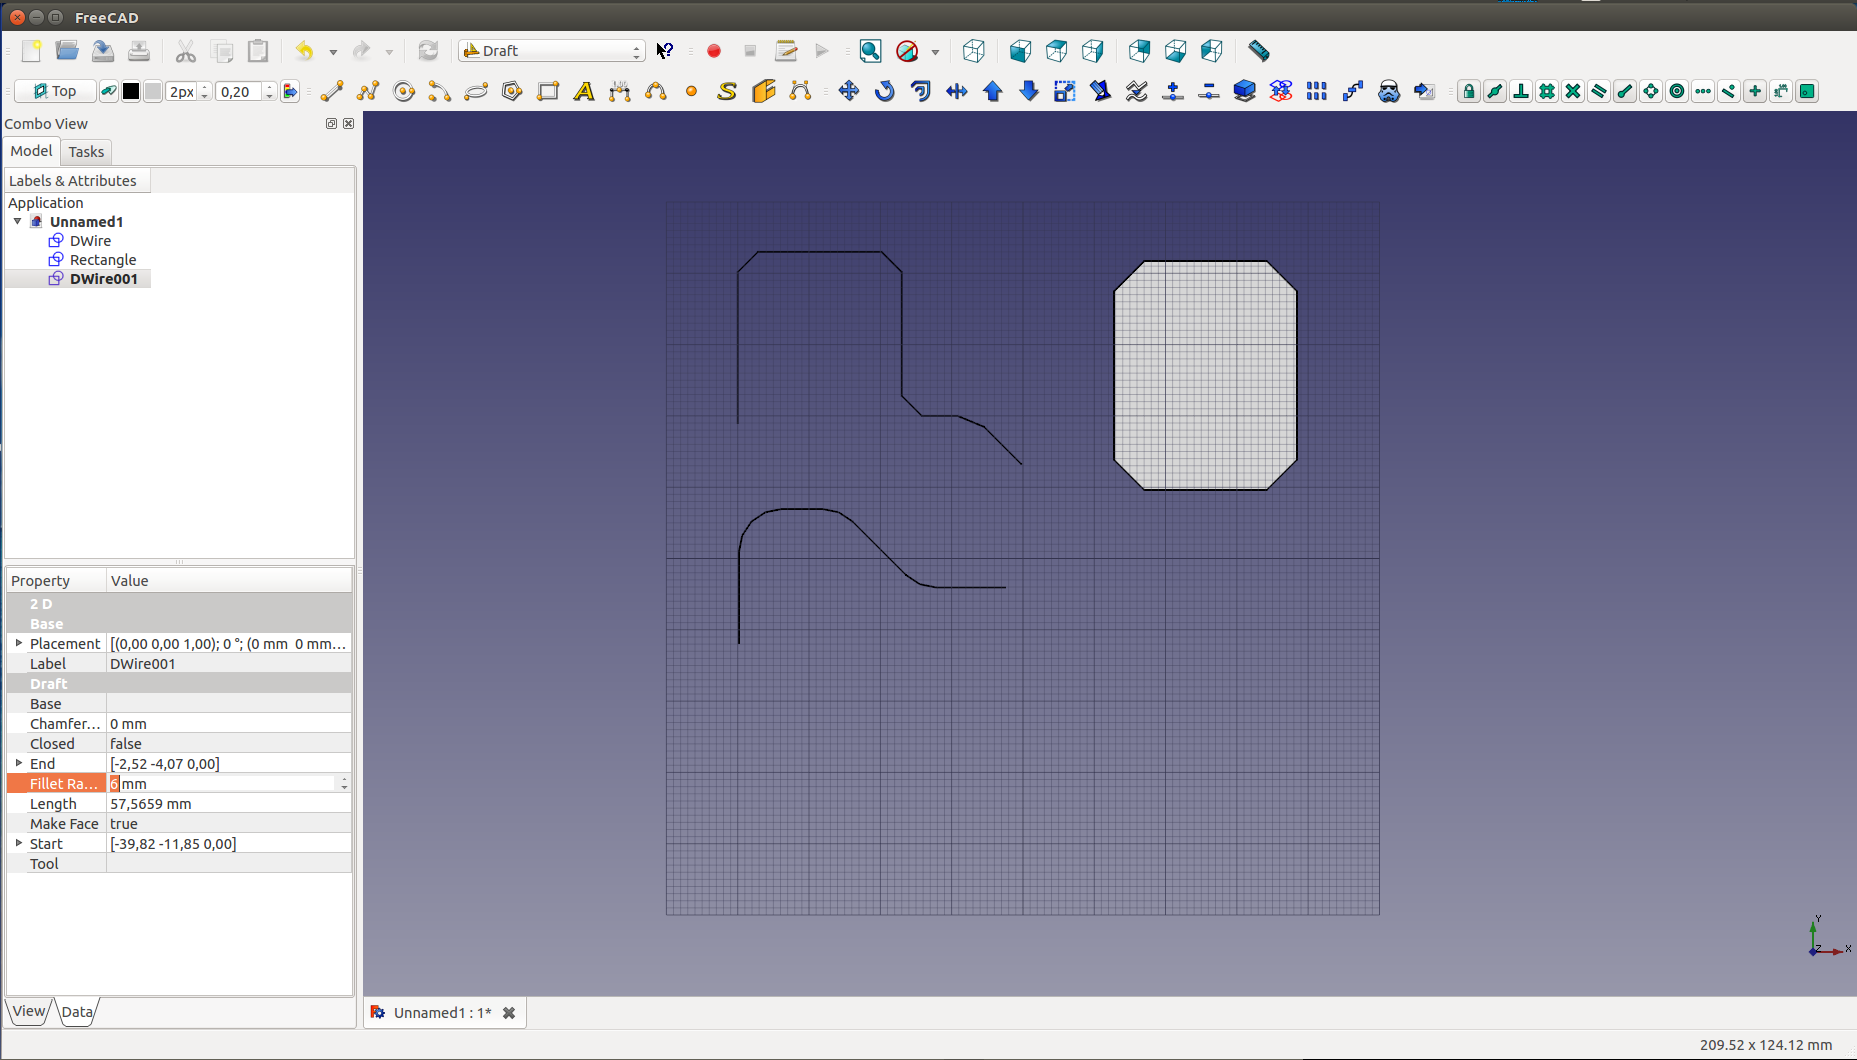 FreeCAD
Draft
Top
2px
0,20
Combo View
Model
Tasks
Labels & Attributes
Application
Unnamed1
DWire
Rectangle
DWire001
Property Value
2 D
Base
Placement [(0,00 0,00 1,00); 0 °; (0 mm 0 mm...
Label DWire001
Draft
Base
Chamfer... 0 mm
Closed false
End [-2,52 -4,07 0,00]
Fillet Ra... 6 mm
Length 57,5659 mm
Make Face true
Start [-39,82 -11,85 0,00]
Tool
View
Data
Unnamed1 : 1*
Y
Z
X
209.52 x 124.12 mm